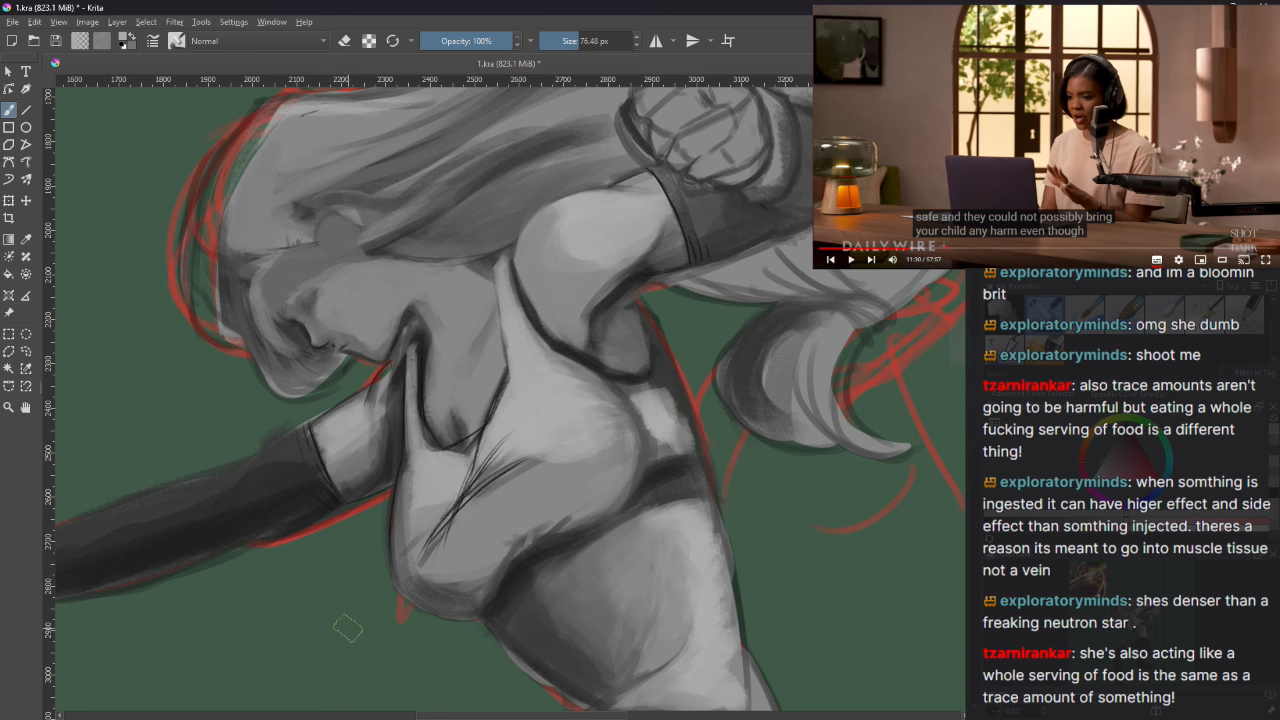 1.kra (823.1 MiB) * - Krita
File Edit View Image Layer Select Filter Tools Settings Window Help
Normal
Opacity: 100%
Size: 76.48 px
1.kra (823.1 MiB) *
1600 1700 1800 1900 2000 2100 2200 2300 2400 2500 2600 2700 2800 2900 3000 3100 3200
safe and they could not possibly bring
your child any harm even though
DAILY WIRE
SHOT
DARK
11:30 / 57:57
exploratoryminds: and im a bloomin
brit
exploratoryminds: omg she dumb
exploratoryminds: shoot me
tzarnirankar: also trace amounts aren't
going to be harmful but eating a whole
fucking serving of food is a different
thing!
exploratoryminds: when somthing is
ingested it can have higer effect and side
effect than somthing injected. theres a
reason its meant to go into muscle tissue
not a vein
exploratoryminds: shes denser than a
freaking neutron star .
tzarnirankar: she's also acting like a
whole serving of food is the same as a
trace amount of something!